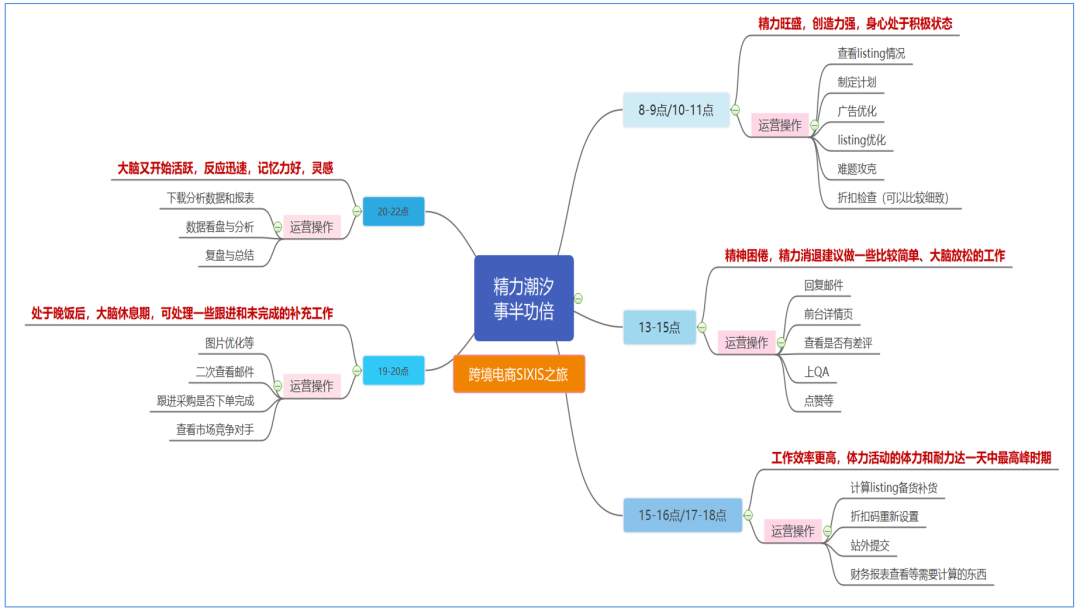 精力潮汐
事半功倍
跨境电商SIXIS之旅
8-9点/10-11点
精力旺盛，创造力强，身心处于积极状态
运营操作
查看listing情况
制定计划
广告优化
listing优化
难题攻克
折扣检查（可以比较细致）
13-15点
精神困倦，精力消退建议做一些比较简单、大脑放松的工作
运营操作
回复邮件
前台详情页
查看是否有差评
上QA
点赞等
15-16点/17-18点
工作效率更高，体力活动的体力和耐力达一天中最高峰时期
运营操作
计算listing备货补货
折扣码重新设置
站外提交
财务报表查看等需要计算的东西
19-20点
处于晚饭后，大脑休息期，可处理一些跟进和未完成的补充工作
运营操作
图片优化等
二次查看邮件
跟进采购是否下单完成
查看市场竞争对手
20-22点
大脑又开始活跃，反应迅速，记忆力好，灵感
运营操作
下载分析数据和报表
数据看盘与分析
复盘与总结